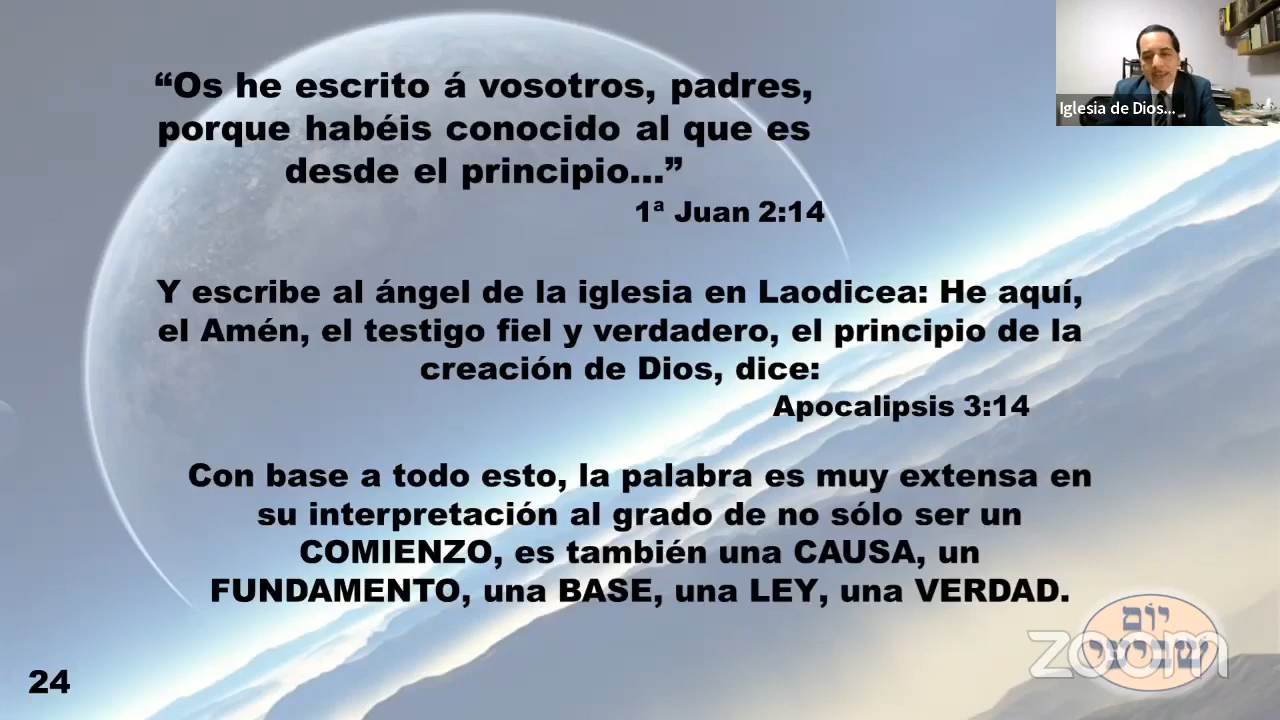 “Os he escrito á vosotros, padres,
porque habéis conocido al que es
desde el principio...”
1ª Juan 2:14
Iglesia de Dios...
Y escribe al ángel de la iglesia en Laodicea: He aquí,
el Amén, el testigo fiel y verdadero, el principio de la
creación de Dios, dice:
Apocalipsis 3:14
Con base a todo esto, la palabra es muy extensa en
su interpretación al grado de no sólo ser un
COMIENZO, es también una CAUSA, un
FUNDAMENTO, una BASE, una LEY, una VERDAD.
יוֹם
שביעי
zoom
24